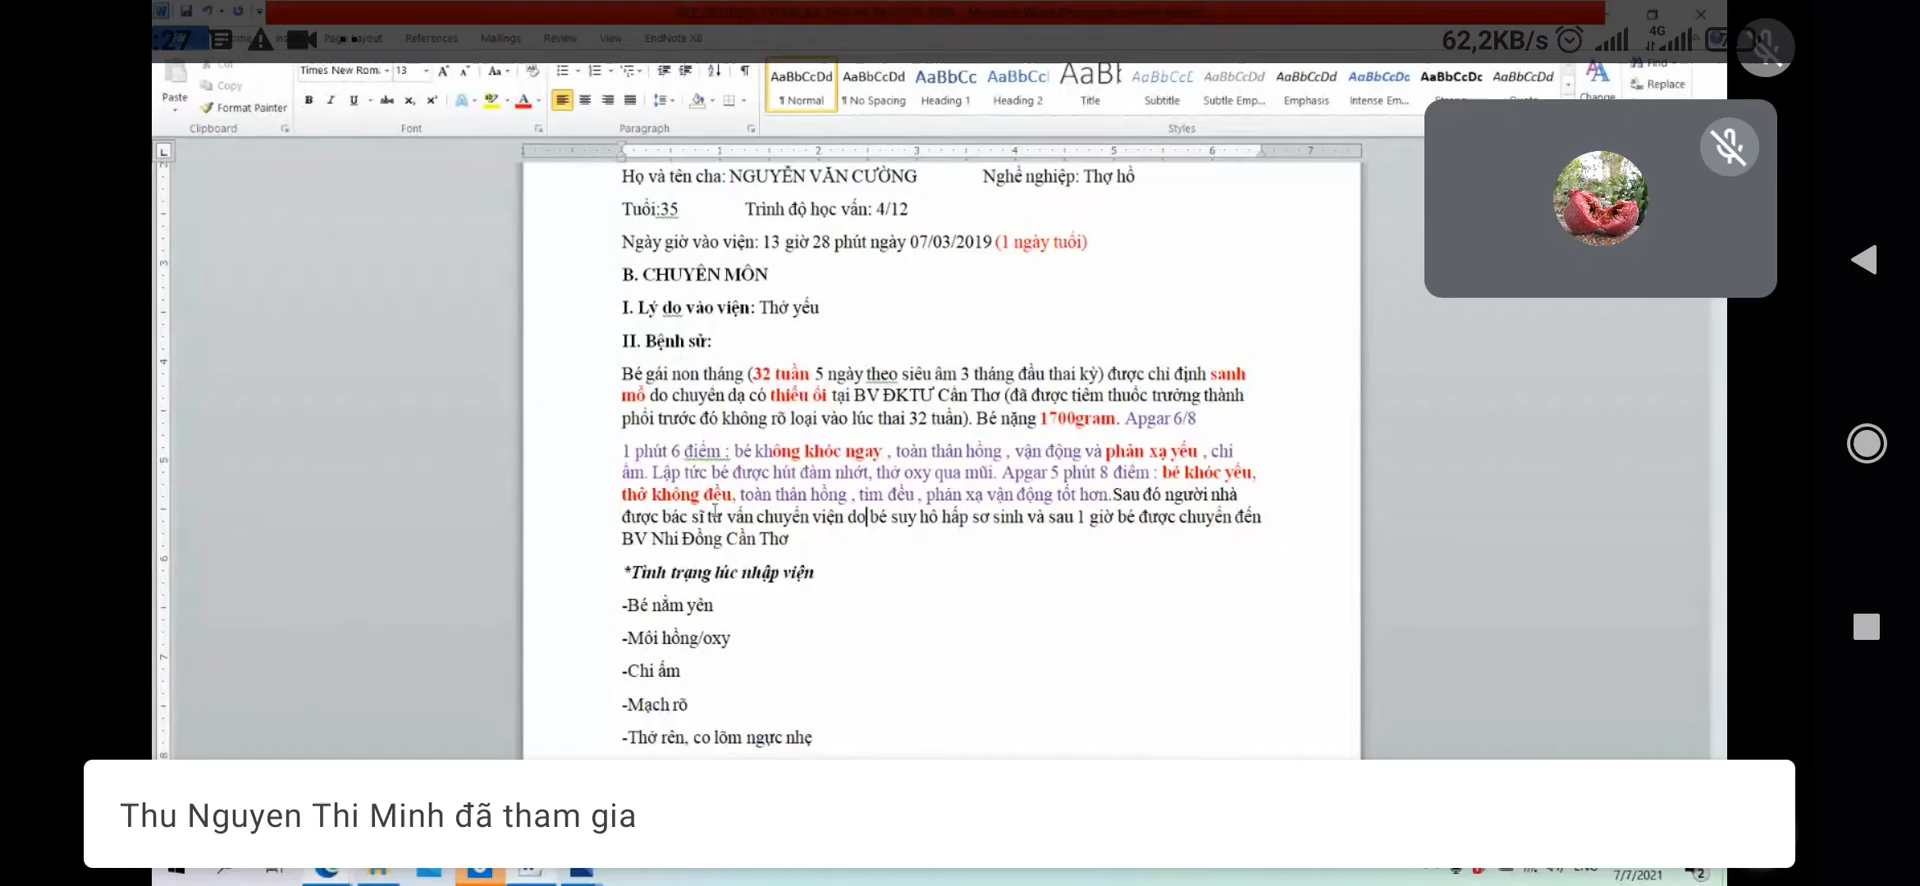 Page Layout References Mailings Review View EndNote X8
:27
62,2KB/s 4G
Cut
Copy
Paste
Format Painter
Times New Rom 13
AaBbCcDd AaBbCcDd AaBbCc AaBbCc AaBb AaBbCcD AaBbCcDd AaBbCcDd AaBbCcDc AaBbCcDc AaBbCcDd
¶ Normal ¶ No Spacing Heading 1 Heading 2 Title Subtitle Subtle Emp... Emphasis Intense Em...
Change
Find
Replace
Clipboard Font Paragraph Styles
Họ và tên cha: NGUYỄN VĂN CƯỜNG Nghề nghiệp: Thợ hồ
Tuổi:35 Trình độ học vấn: 4/12
Ngày giờ vào viện: 13 giờ 28 phút ngày 07/03/2019 (1 ngày tuổi)
B. CHUYÊN MÔN
I. Lý do vào viện: Thở yếu
II. Bệnh sử:
Bé gái non tháng (32 tuần 5 ngày theo siêu âm 3 tháng đầu thai kỳ) được chỉ định sanh
mổ do chuyển dạ có thiểu ối tại BV ĐKTƯ Cần Thơ (đã được tiêm thuốc trưởng thành
phổi trước đó không rõ loại vào lúc thai 32 tuần). Bé nặng 1700gram. Apgar 6/8
1 phút 6 điểm : bé không khóc ngay , toàn thân hồng , vận động và phản xạ yếu , chi
ấm. Lập tức bé được hút đàm nhớt, thở oxy qua mũi. Apgar 5 phút 8 điểm : bé khóc yếu,
thở không đều, toàn thân hồng , tim đều , phản xạ vận động tốt hơn.Sau đó người nhà
được bác sĩ tư vấn chuyển viện do bé suy hô hấp sơ sinh và sau 1 giờ bé được chuyển đến
BV Nhi Đồng Cần Thơ
*Tình trạng lúc nhập viện
-Bé nằm yên
-Môi hồng/oxy
-Chi ấm
-Mạch rõ
-Thở rên, co lõm ngực nhẹ
Thu Nguyen Thi Minh đã tham gia
7/7/2021
2